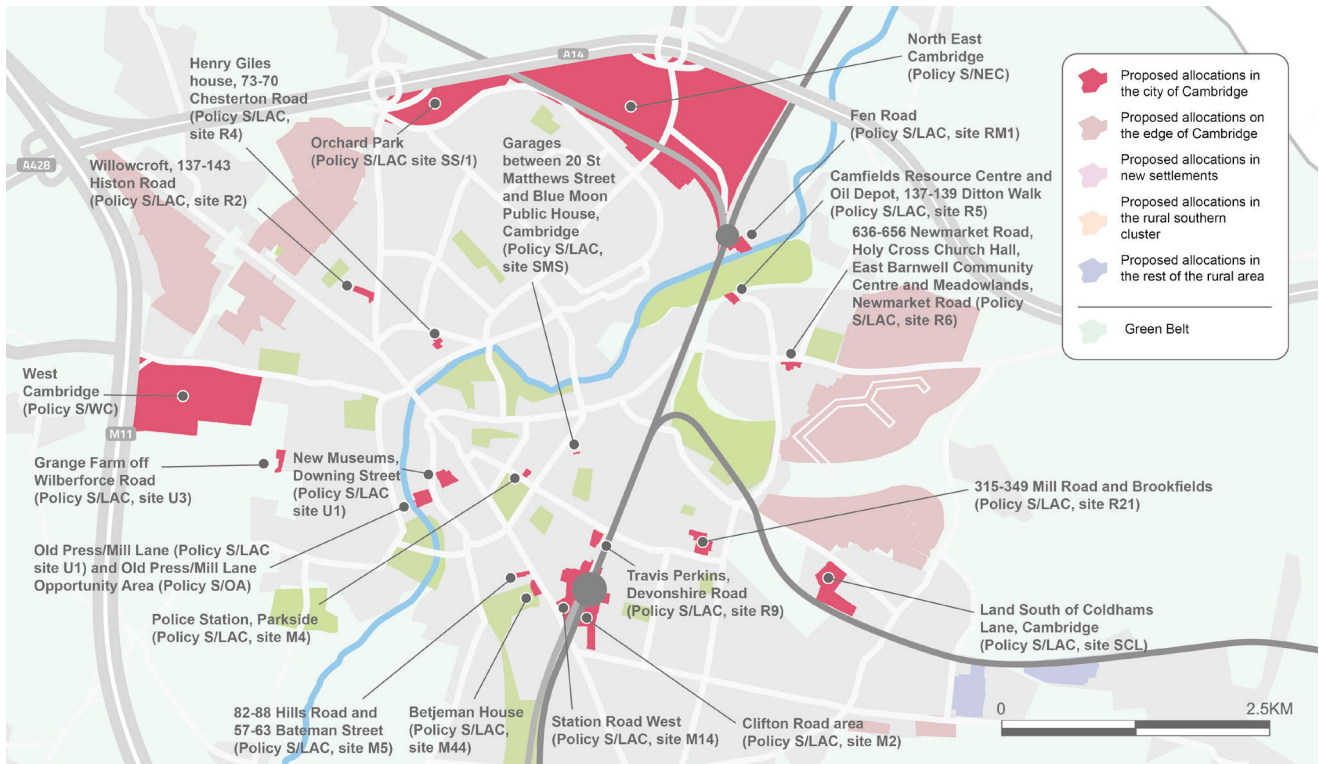 A14
A428
M11
Henry Giles
house, 73-70
Chesterton Road
(Policy S/LAC,
site R4)
Orchard Park
(Policy S/LAC site SS/1)
North East
Cambridge
(Policy S/NEC)
Willowcroft, 137-143
Histon Road
(Policy S/LAC, site R2)
Garages
between 20 St
Matthews Street
and Blue Moon
Public House,
Cambridge
(Policy S/LAC,
site SMS)
Fen Road
(Policy S/LAC, site RM1)
Camfields Resource Centre and
Oil Depot, 137-139 Ditton Walk
(Policy S/LAC, site R5)
636-656 Newmarket Road,
Holy Cross Church Hall,
East Barnwell Community
Centre and Meadowlands,
Newmarket Road (Policy
S/LAC, site R6)
West
Cambridge
(Policy S/WC)
Grange Farm off
Wilberforce Road
(Policy S/LAC, site U3)
New Museums,
Downing Street
(Policy S/LAC
site U1)
Old Press/Mill Lane (Policy S/LAC
site U1) and Old Press/Mill Lane
Opportunity Area (Policy S/OA)
Police Station, Parkside
(Policy S/LAC, site M4)
82-88 Hills Road and
57-63 Bateman Street
(Policy S/LAC, site M5)
Betjeman House
(Policy S/LAC,
site M44)
Station Road West
(Policy S/LAC, site M14)
Clifton Road area
(Policy S/LAC, site M2)
Travis Perkins,
Devonshire Road
(Policy S/LAC, site R9)
315-349 Mill Road and Brookfields
(Policy S/LAC, site R21)
Land South of Coldhams
Lane, Cambridge
(Policy S/LAC, site SCL)
Proposed allocations in
the city of Cambridge
Proposed allocations on
the edge of Cambridge
Proposed allocations in
new settlements
Proposed allocations in
the rural southern
cluster
Proposed allocations in
the rest of the rural area
Green Belt
0
2.5KM